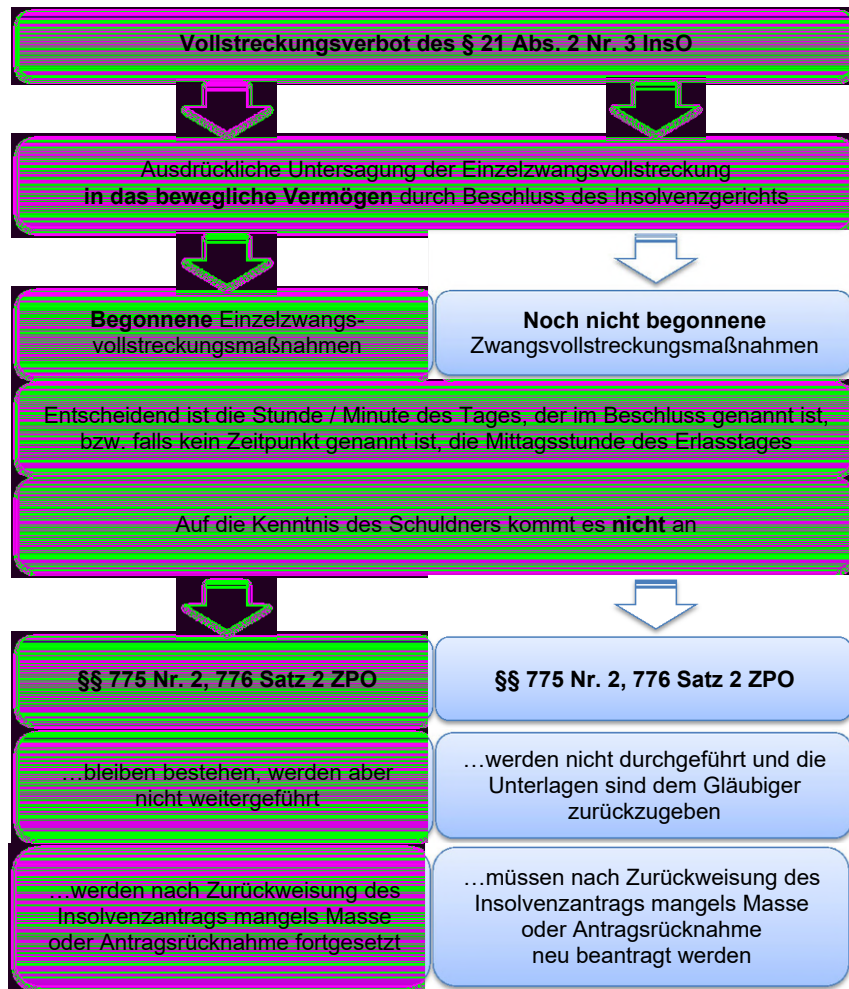 Vollstreckungsverbot des § 21 Abs. 2 Nr. 3 InsO
Ausdrückliche Untersagung der Einzelzwangsvollstreckung
in das bewegliche Vermögen durch Beschluss des Insolvenzgerichts
Begonnene Einzelzwangs-
vollstreckungsmaßnahmen
Noch nicht begonnene
Zwangsvollstreckungsmaßnahmen
Entscheidend ist die Stunde / Minute des Tages, der im Beschluss genannt ist,
bzw. falls kein Zeitpunkt genannt ist, die Mittagsstunde des Erlasstages
Auf die Kenntnis des Schuldners kommt es nicht an
§§ 775 Nr. 2, 776 Satz 2 ZPO
§§ 775 Nr. 2, 776 Satz 2 ZPO
…bleiben bestehen, werden aber
nicht weitergeführt
…werden nicht durchgeführt und die
Unterlagen sind dem Gläubiger
zurückzugeben
…werden nach Zurückweisung des
Insolvenzantrags mangels Masse
oder Antragsrücknahme fortgesetzt
…müssen nach Zurückweisung des
Insolvenzantrags mangels Masse
oder Antragsrücknahme
neu beantragt werden